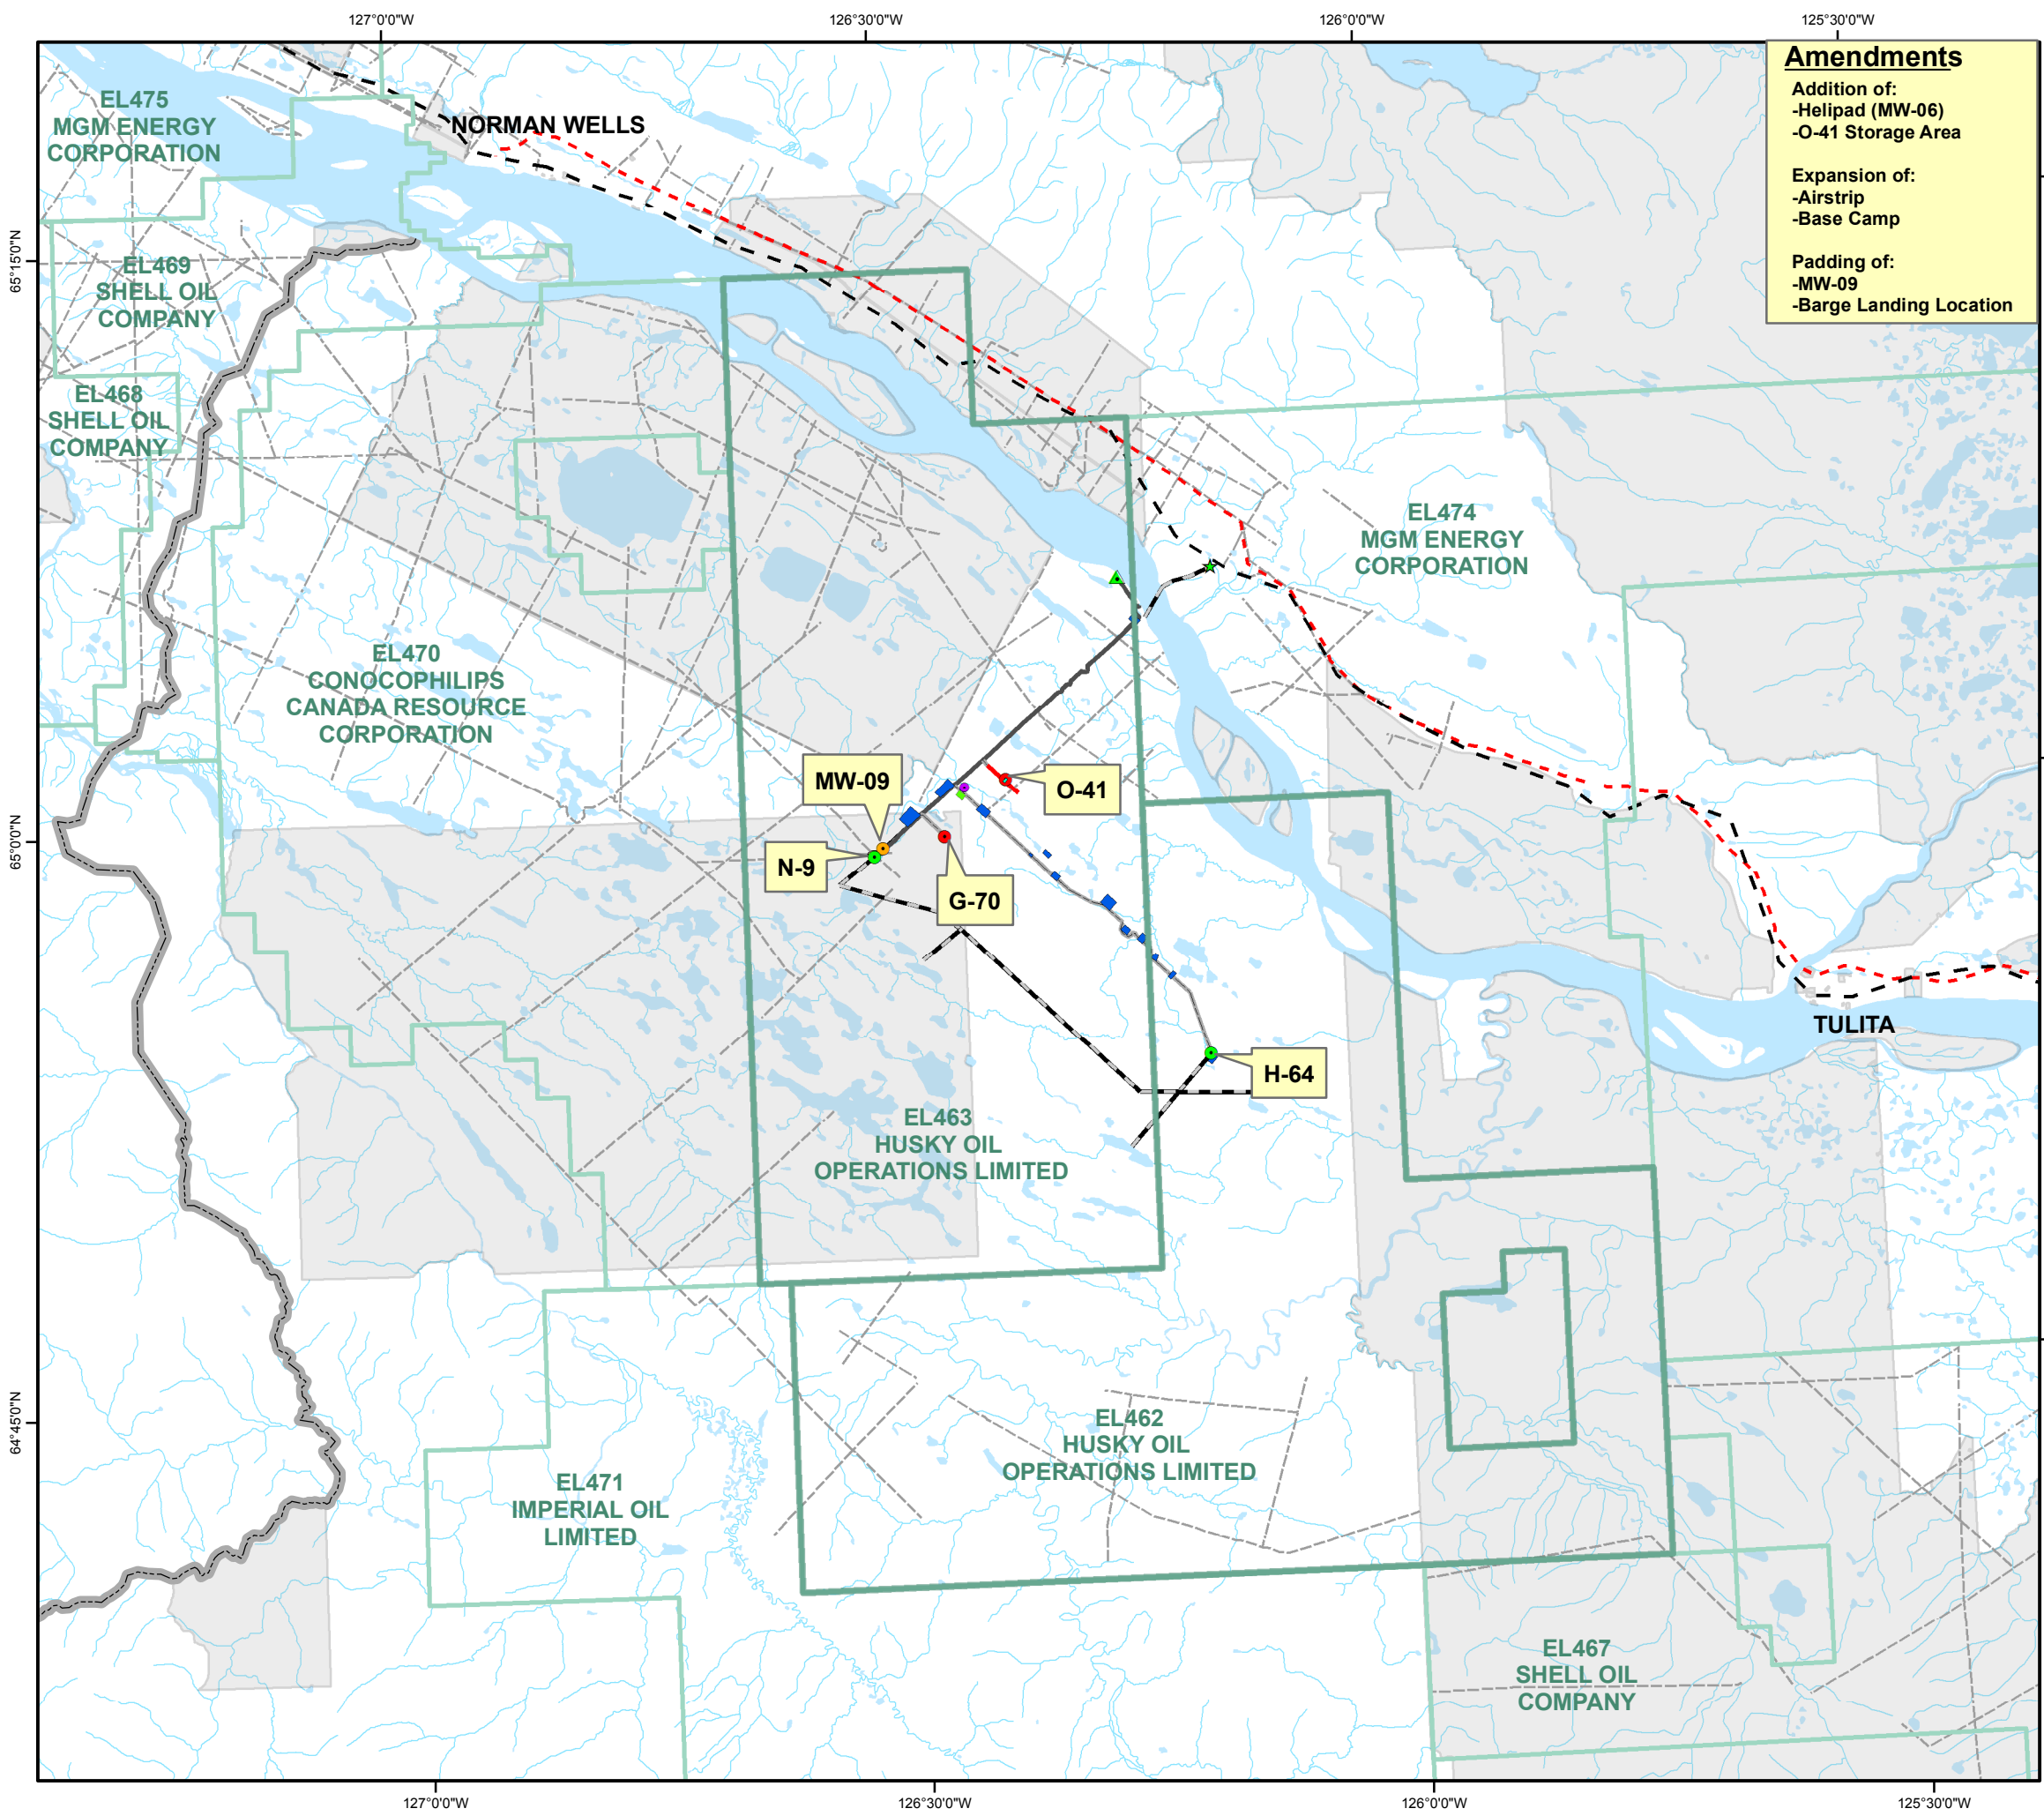 127°0'0"W
126°30'0"W
126°0'0"W
125°30'0"W
Amendments
Addition of:
-Helipad (MW-06)
-O-41 Storage Area
Expansion of:
-Airstrip
-Base Camp
Padding of:
-MW-09
-Barge Landing Location
EL475
MGM ENERGY
CORPORATION
NORMAN WELLS
65°15'0"N
EL469
SHELL OIL
COMPANY
EL468
SHELL OIL
COMPANY
EL474
MGM ENERGY
CORPORATION
EL470
CONOCOPHILIPS
CANADA RESOURCE
CORPORATION
MW-09
O-41
65°0'0"N
N-9
G-70
TULITA
H-64
EL463
HUSKY OIL
OPERATIONS LIMITED
64°45'0"N
EL462
HUSKY OIL
OPERATIONS LIMITED
EL471
IMPERIAL OIL
LIMITED
EL467
SHELL OIL
COMPANY
127°0'0"W
126°30'0"W
126°0'0"W
125°30'0"W